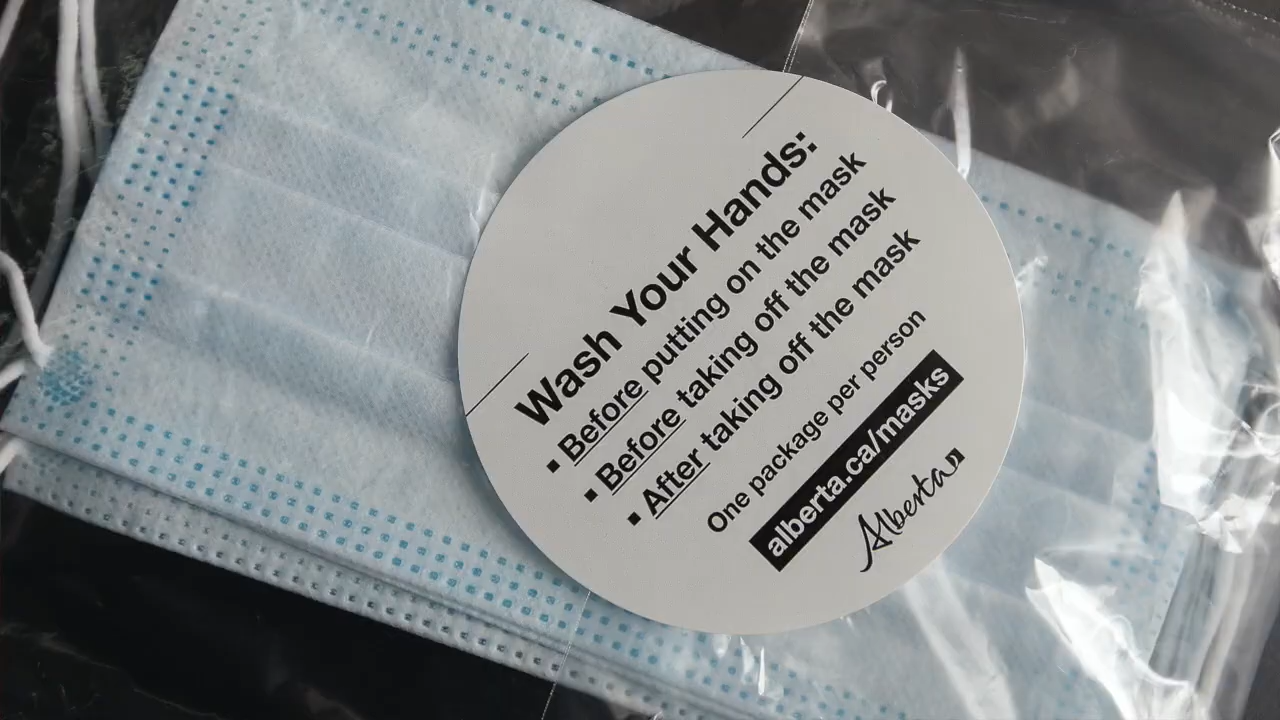 Wash Your Hands:
▪ Before putting on the mask
▪ Before taking off the mask
▪ After taking off the mask
One package per person
alberta.ca/masks
Alberta